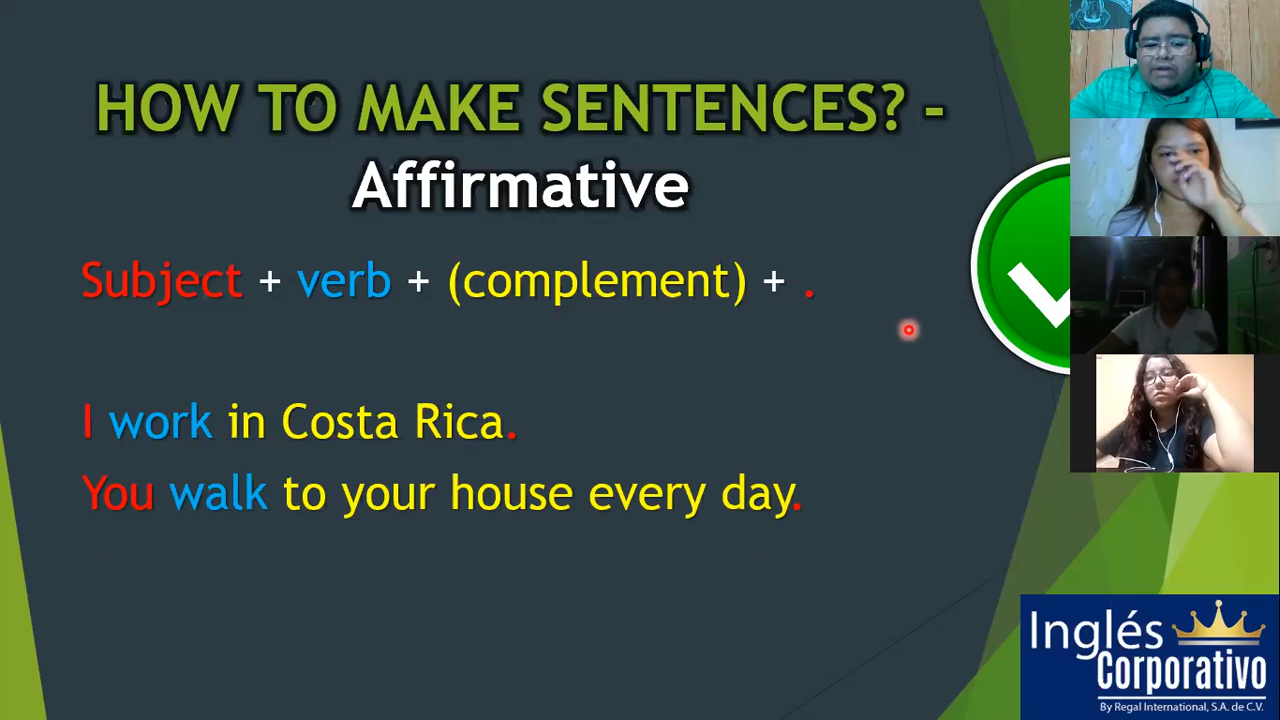 HOW TO MAKE SENTENCES? -
Affirmative
Subject + verb + (complement) + .
I work in Costa Rica.
You walk to your house every day.
Inglés
Corporativo
By Regal International, S.A. de C.V.